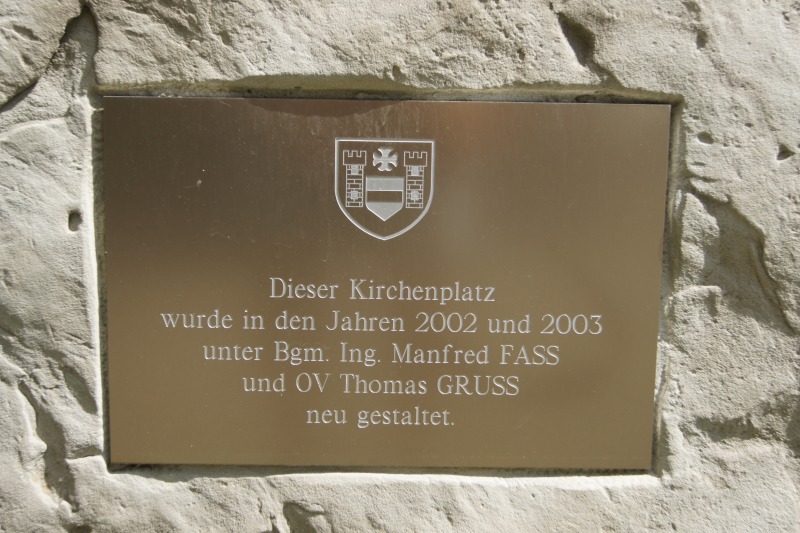 Dieser Kirchenplatz
wurde in den Jahren 2002 und 2003
unter Bgm. Ing. Manfred FASS
und OV Thomas GRUSS
neu gestaltet.